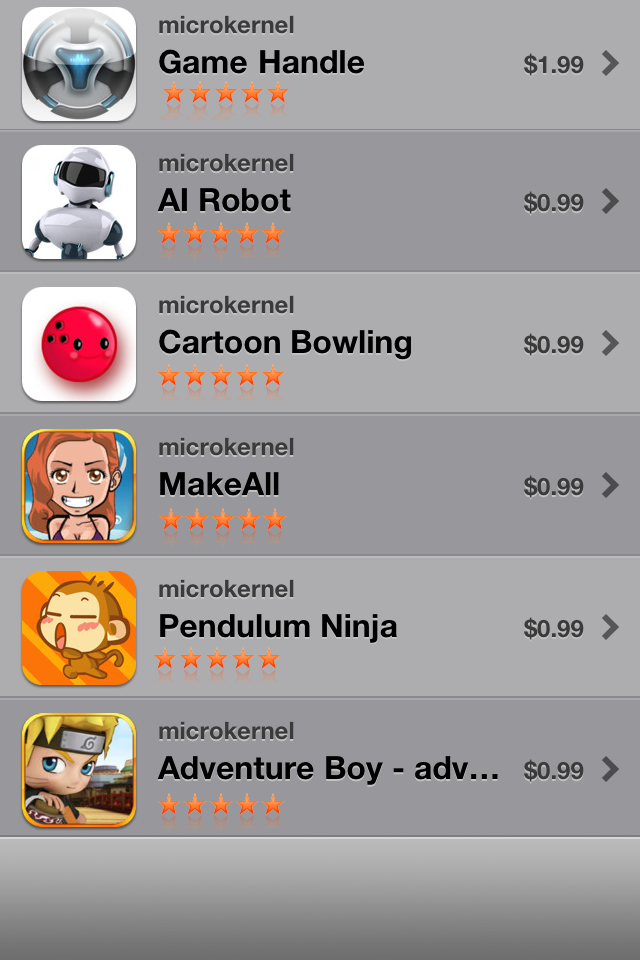 microkernel
Game Handle
$1.99
microkernel
AI Robot
$0.99
microkernel
Cartoon Bowling
$0.99
microkernel
MakeAll
$0.99
microkernel
Pendulum Ninja
$0.99
microkernel
Adventure Boy - adv...
$0.99